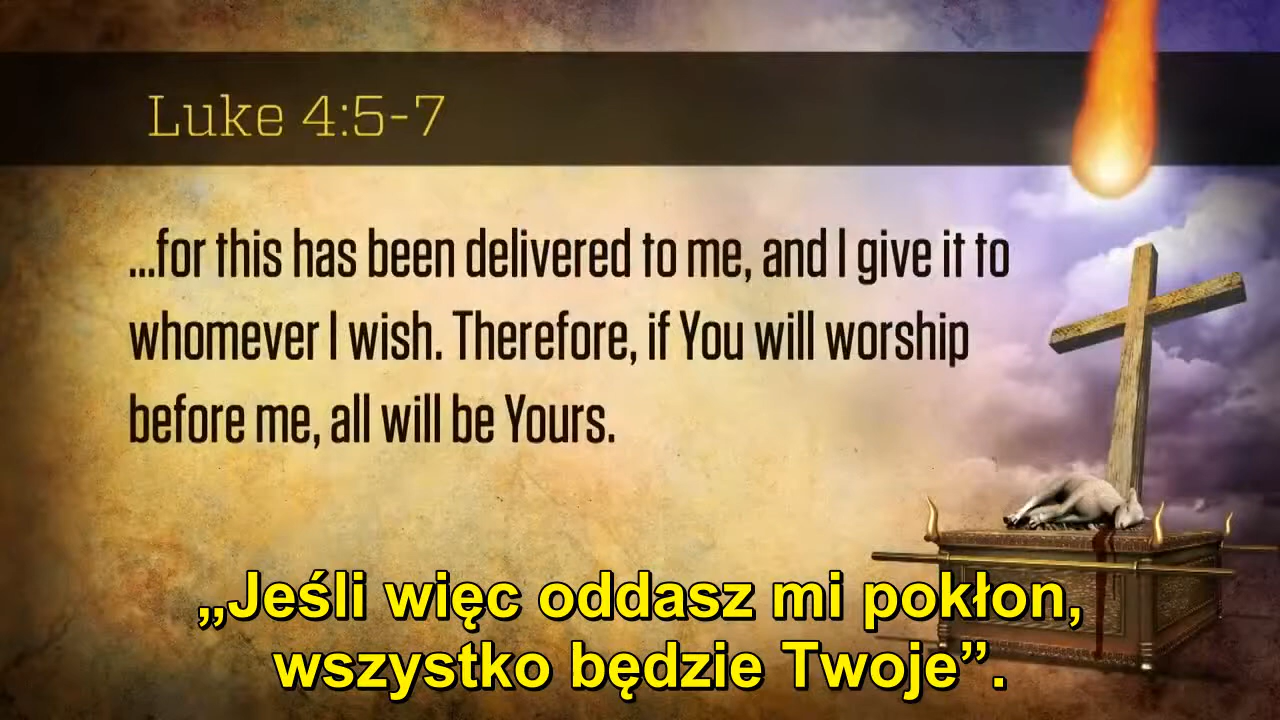 Luke 4:5-7
...for this has been delivered to me, and I give it to
whomever I wish. Therefore, if You will worship
before me, all will be Yours.
„Jeśli więc oddasz mi pokłon,
wszystko będzie Twoje”.